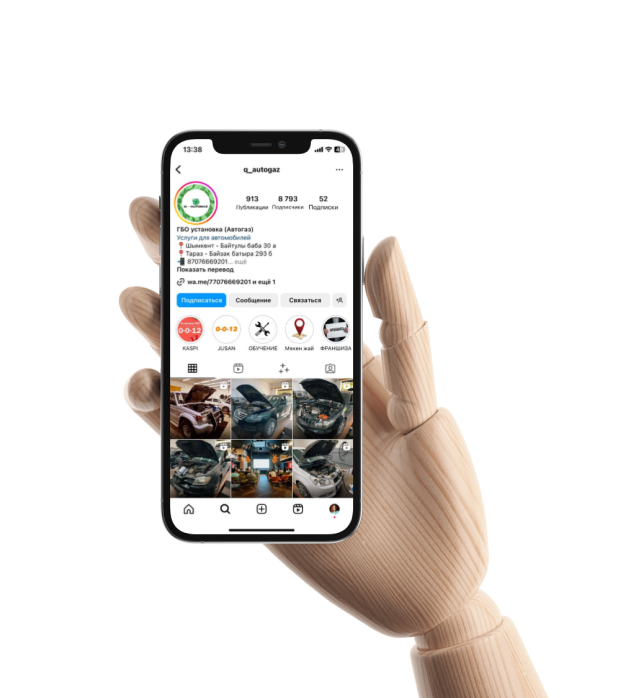 13:38
q_autogaz
913 8 793 52
Публикации Подписчики Подписки
ГБО установка (Автогаз)
Услуги для автомобилей
Шымкент - Байтулы баба 30 а
Тараз - Байзак батыра 293 б
87076669201... ещё
Показать перевод
wa.me/77076669201 и ещё 1
Подписаться Сообщение Связаться
0-0-12 0-0-12
KASPI JUSAN ОБУЧЕНИЕ Мекен жай ФРАНШИЗА